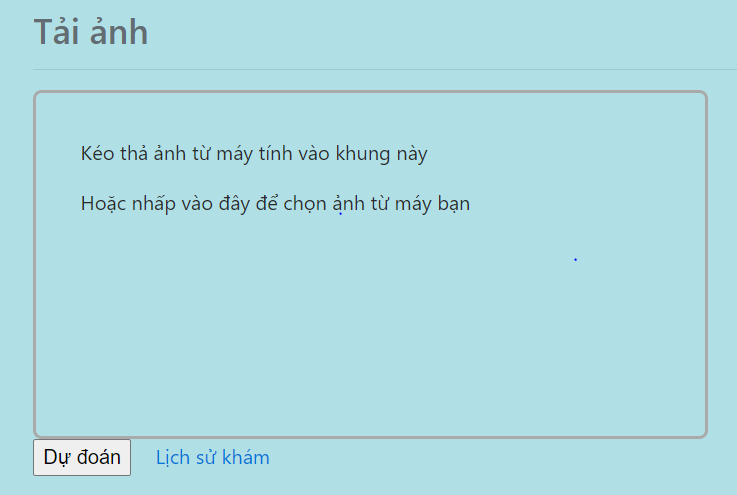 Tải ảnh
Kéo thả ảnh từ máy tính vào khung này
Hoặc nhấp vào đây để chọn ảnh từ máy bạn
Dự đoán
Lịch sử khám